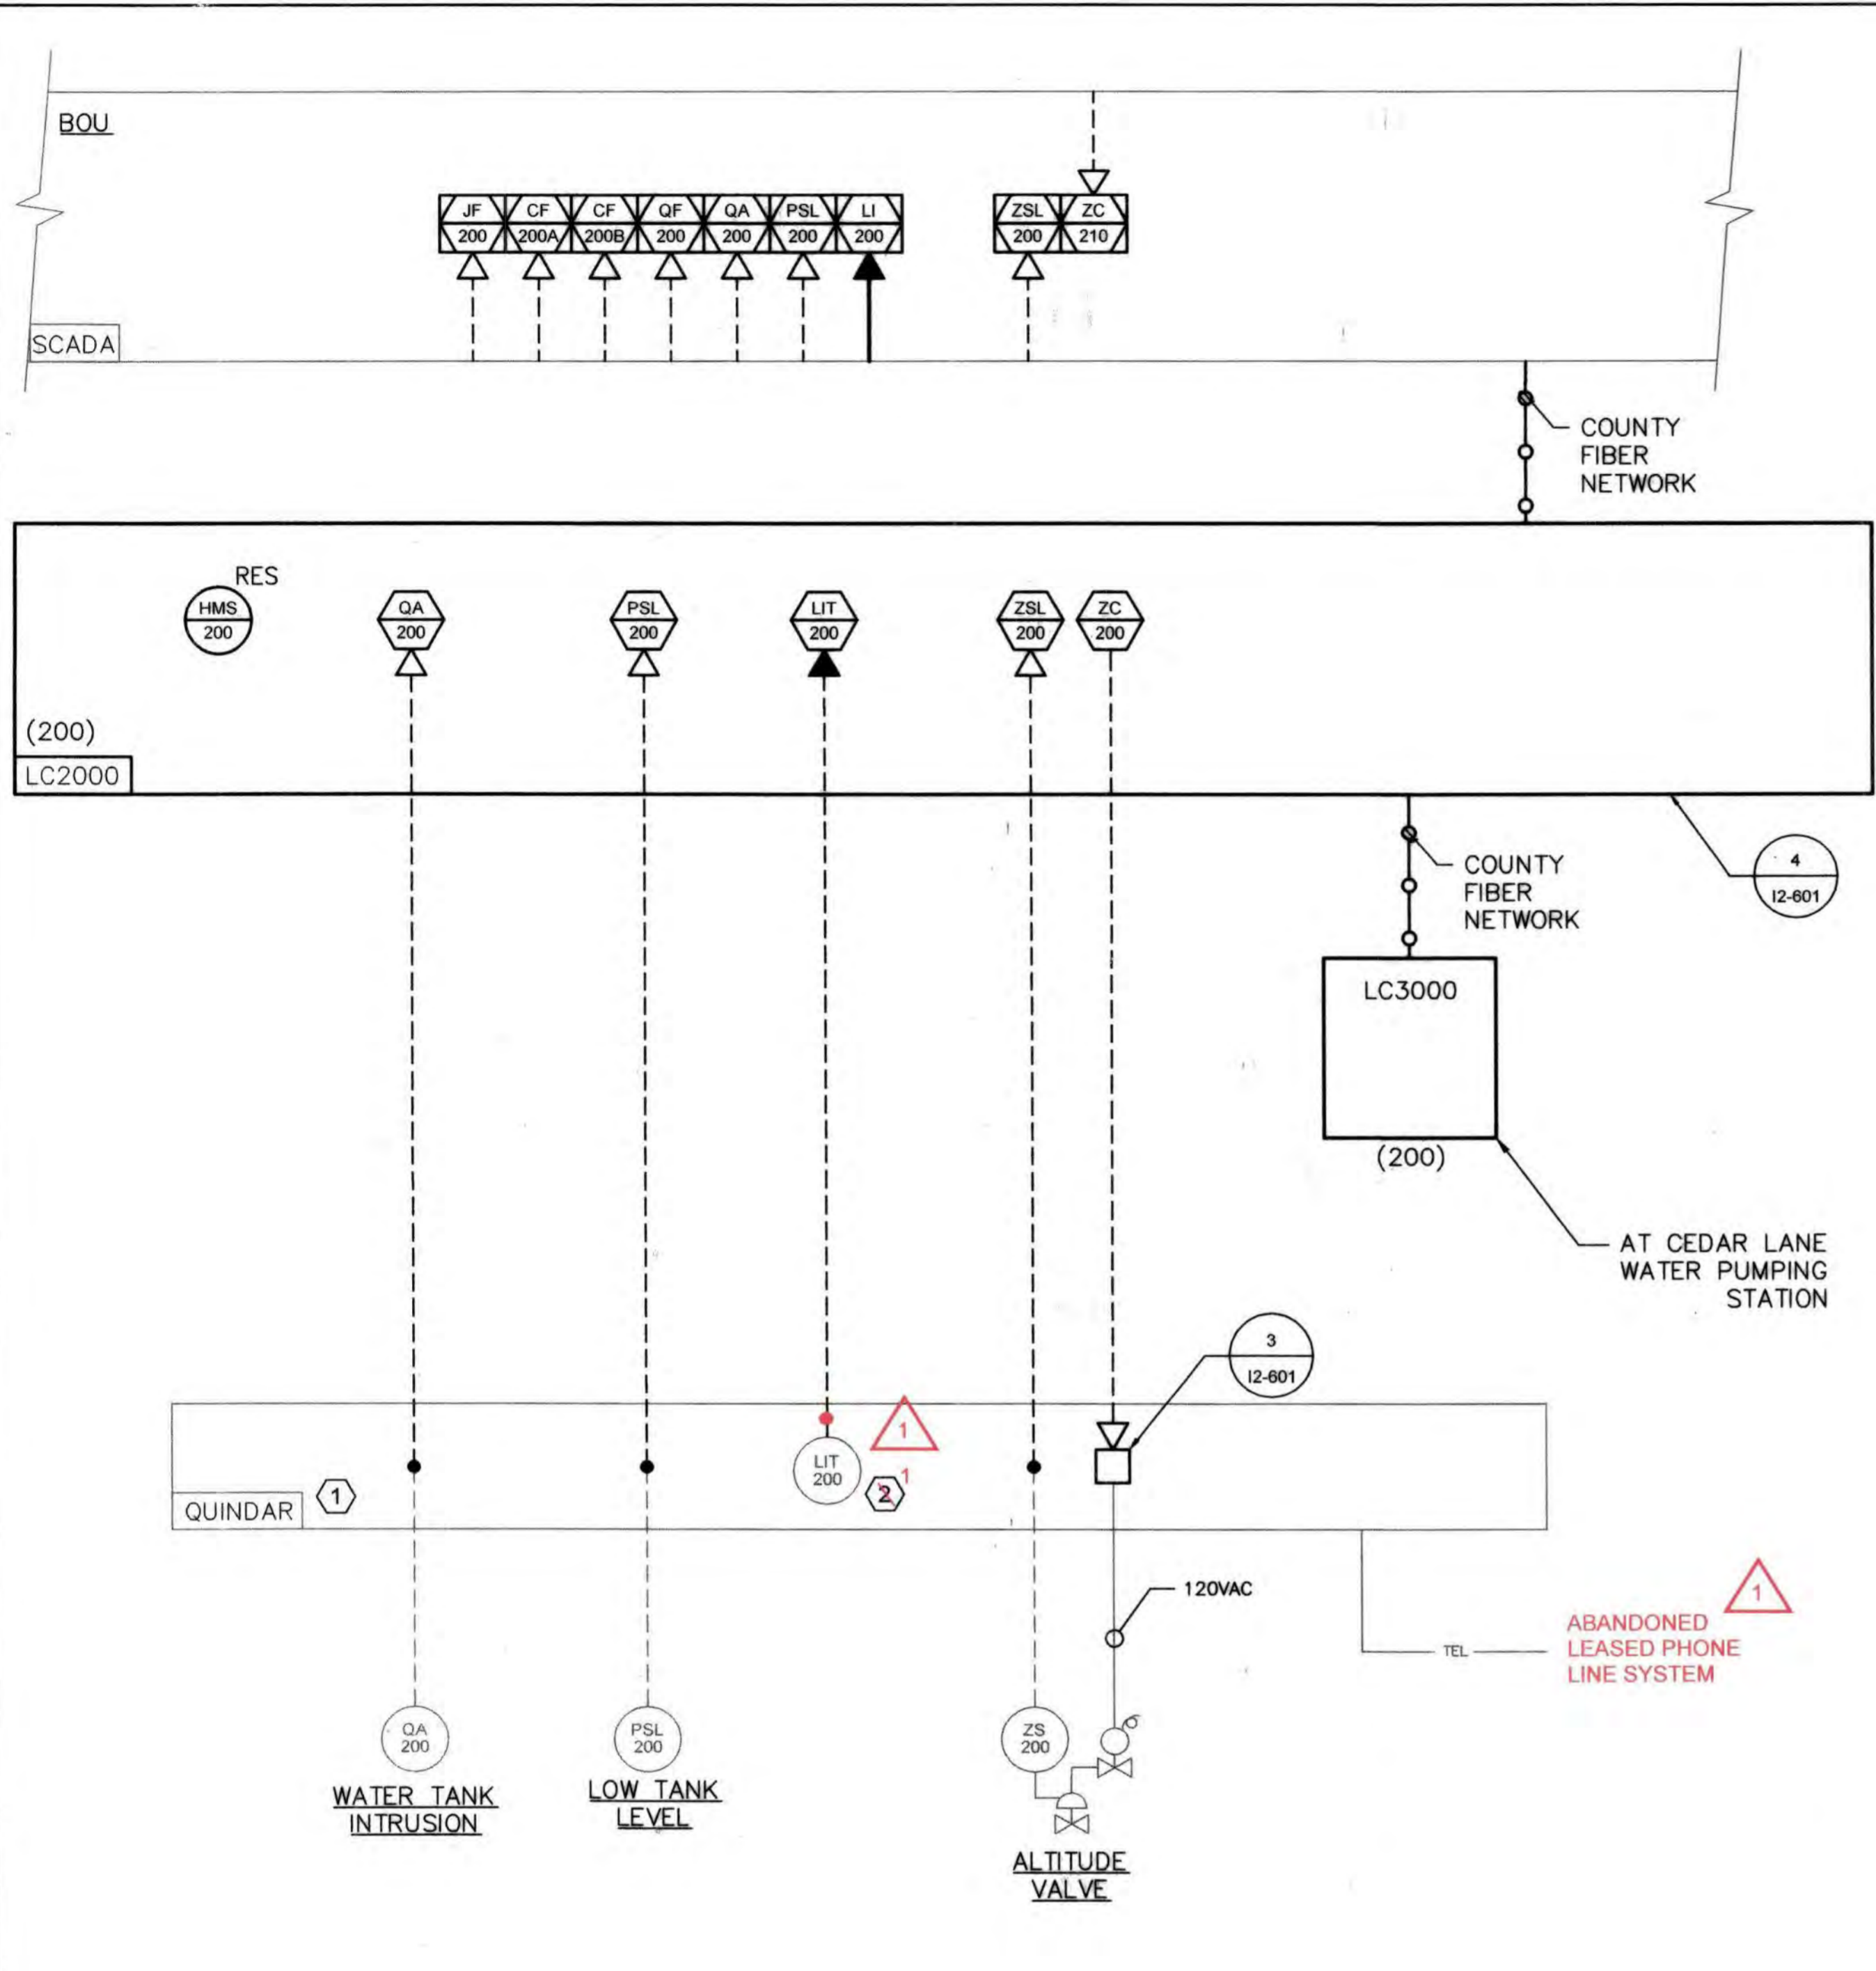 BOU
JF CF CF QF QA PSL LI ZSL ZC
200 200A 200B 200 200 200 200 200 210
SCADA
COUNTY
FIBER
NETWORK
RES
HMS QA PSL LIT ZSL ZC
200 200 200 200 200 200
(200)
LC2000
COUNTY
FIBER
NETWORK
4
I2-601
LC3000
(200)
AT CEDAR LANE
WATER PUMPING
STATION
3
I2-601
1
LIT
200
2 1
QUINDAR 1
120VAC
1
ABANDONED
LEASED PHONE
LINE SYSTEM
TEL
QA
200
WATER TANK
INTRUSION
PSL
200
LOW TANK
LEVEL
ZS
200
ALTITUDE
VALVE